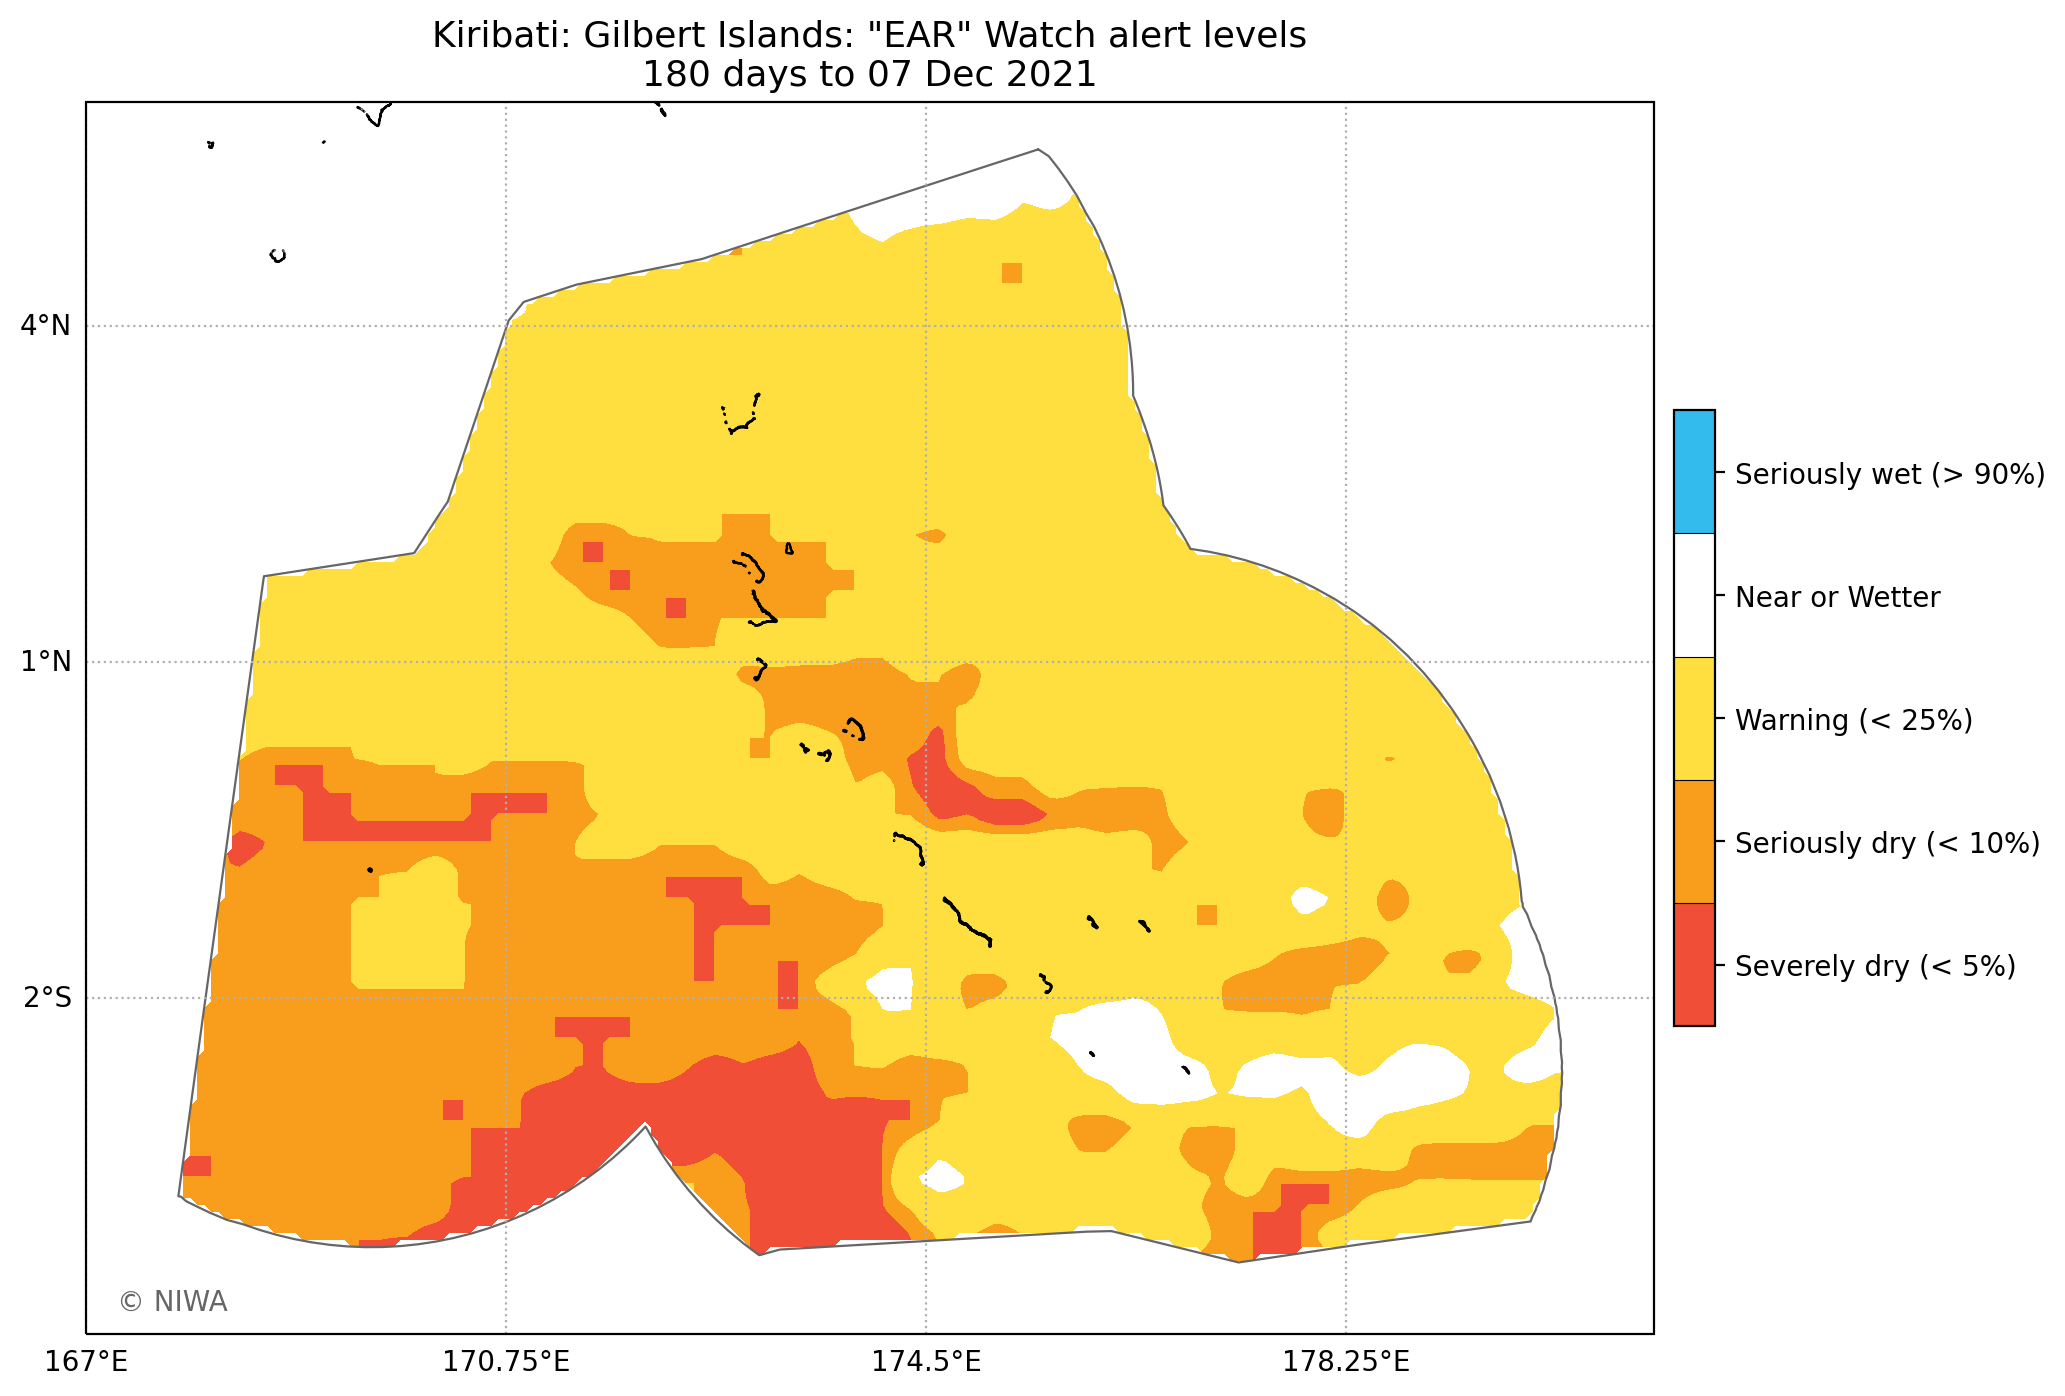 Kiribati: Gilbert Islands: "EAR" Watch alert levels
180 days to 07 Dec 2021
4°N
1°N
2°S
167°E
170.75°E
174.5°E
178.25°E
Seriously wet (> 90%)
Near or Wetter
Warning (< 25%)
Seriously dry (< 10%)
Severely dry (< 5%)
© NIWA